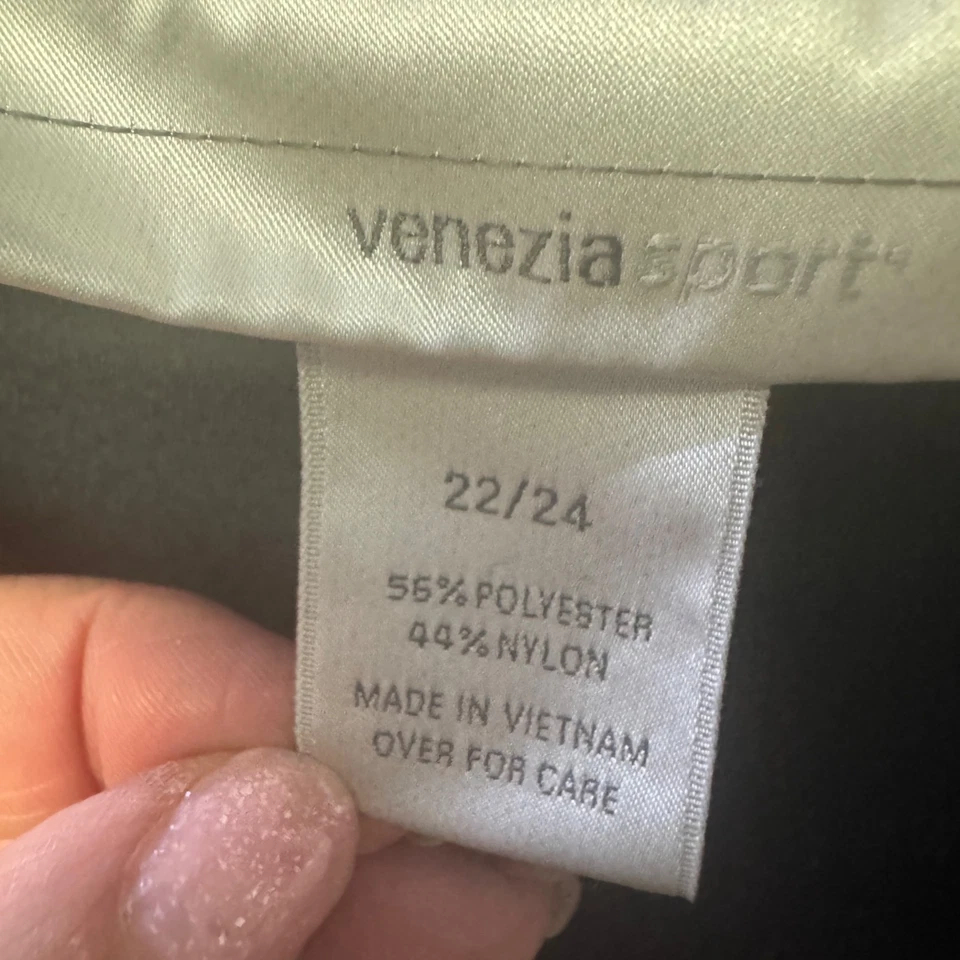 venezia sport
22/24
56% POLYESTER
44% NYLON
MADE IN VIETNAM
OVER FOR CARE